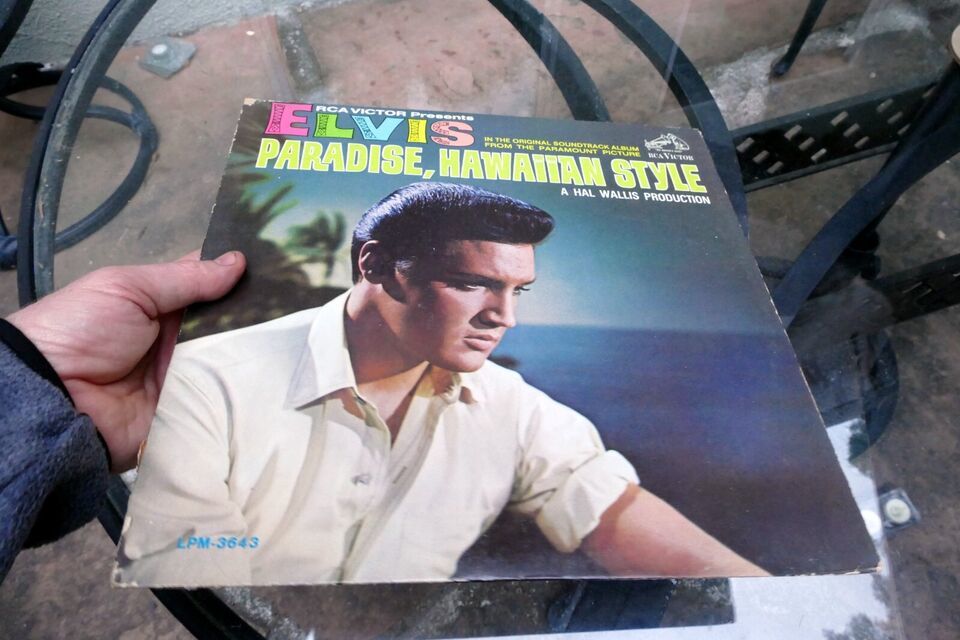 RCA VICTOR Presents
ELVIS
IN THE ORIGINAL SOUNDTRACK ALBUM
FROM THE PARAMOUNT PICTURE
RCA VICTOR
PARADISE, HAWAIIAN STYLE
A HAL WALLIS PRODUCTION
LPM-3643